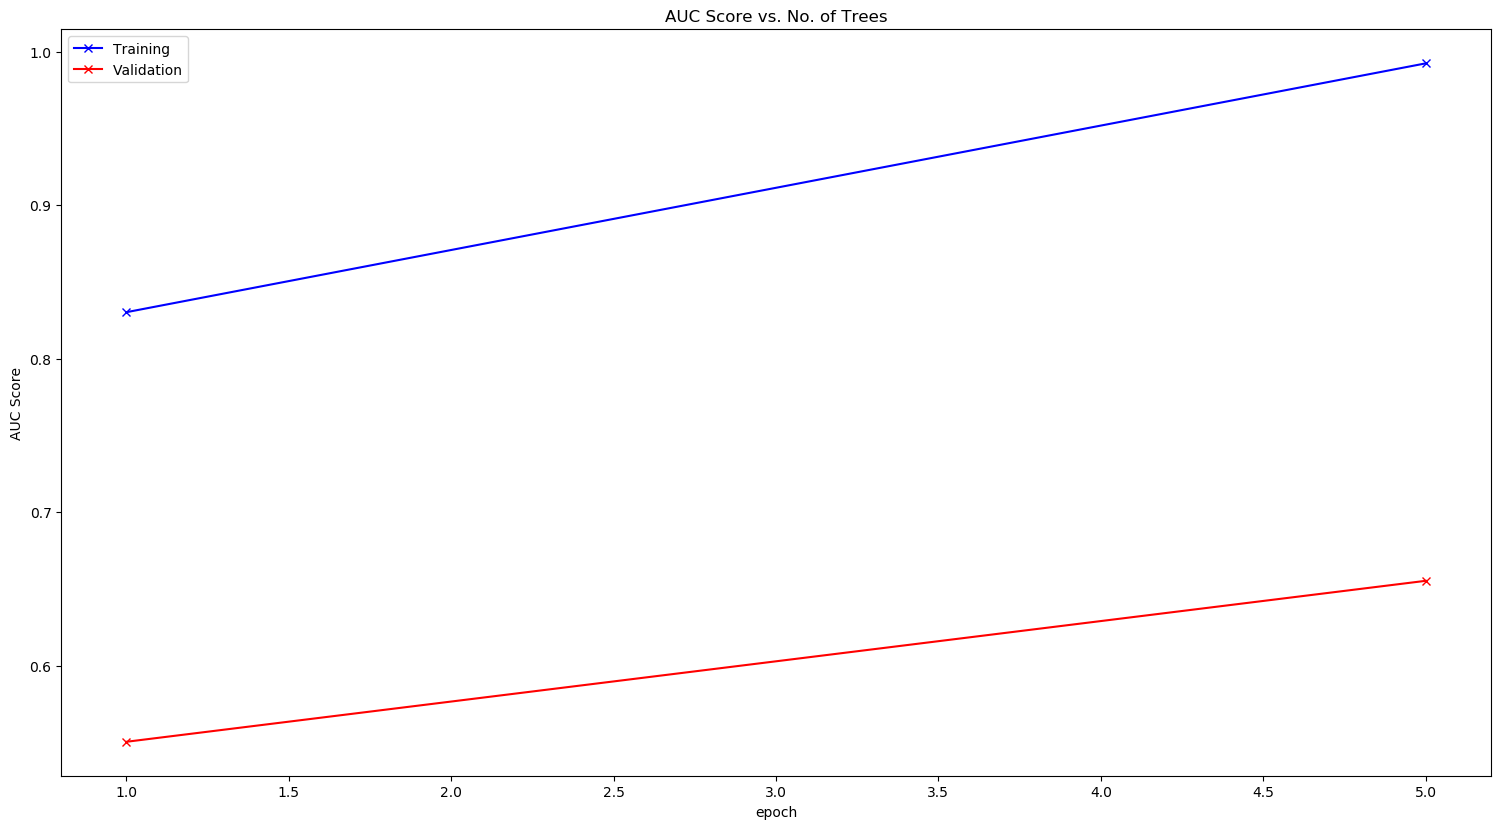 AUC Score vs. No. of Trees
Training
Validation
1.0
0.9
0.8
0.7
0.6
AUC Score
1.0 1.5 2.0 2.5 3.0 3.5 4.0 4.5 5.0
epoch